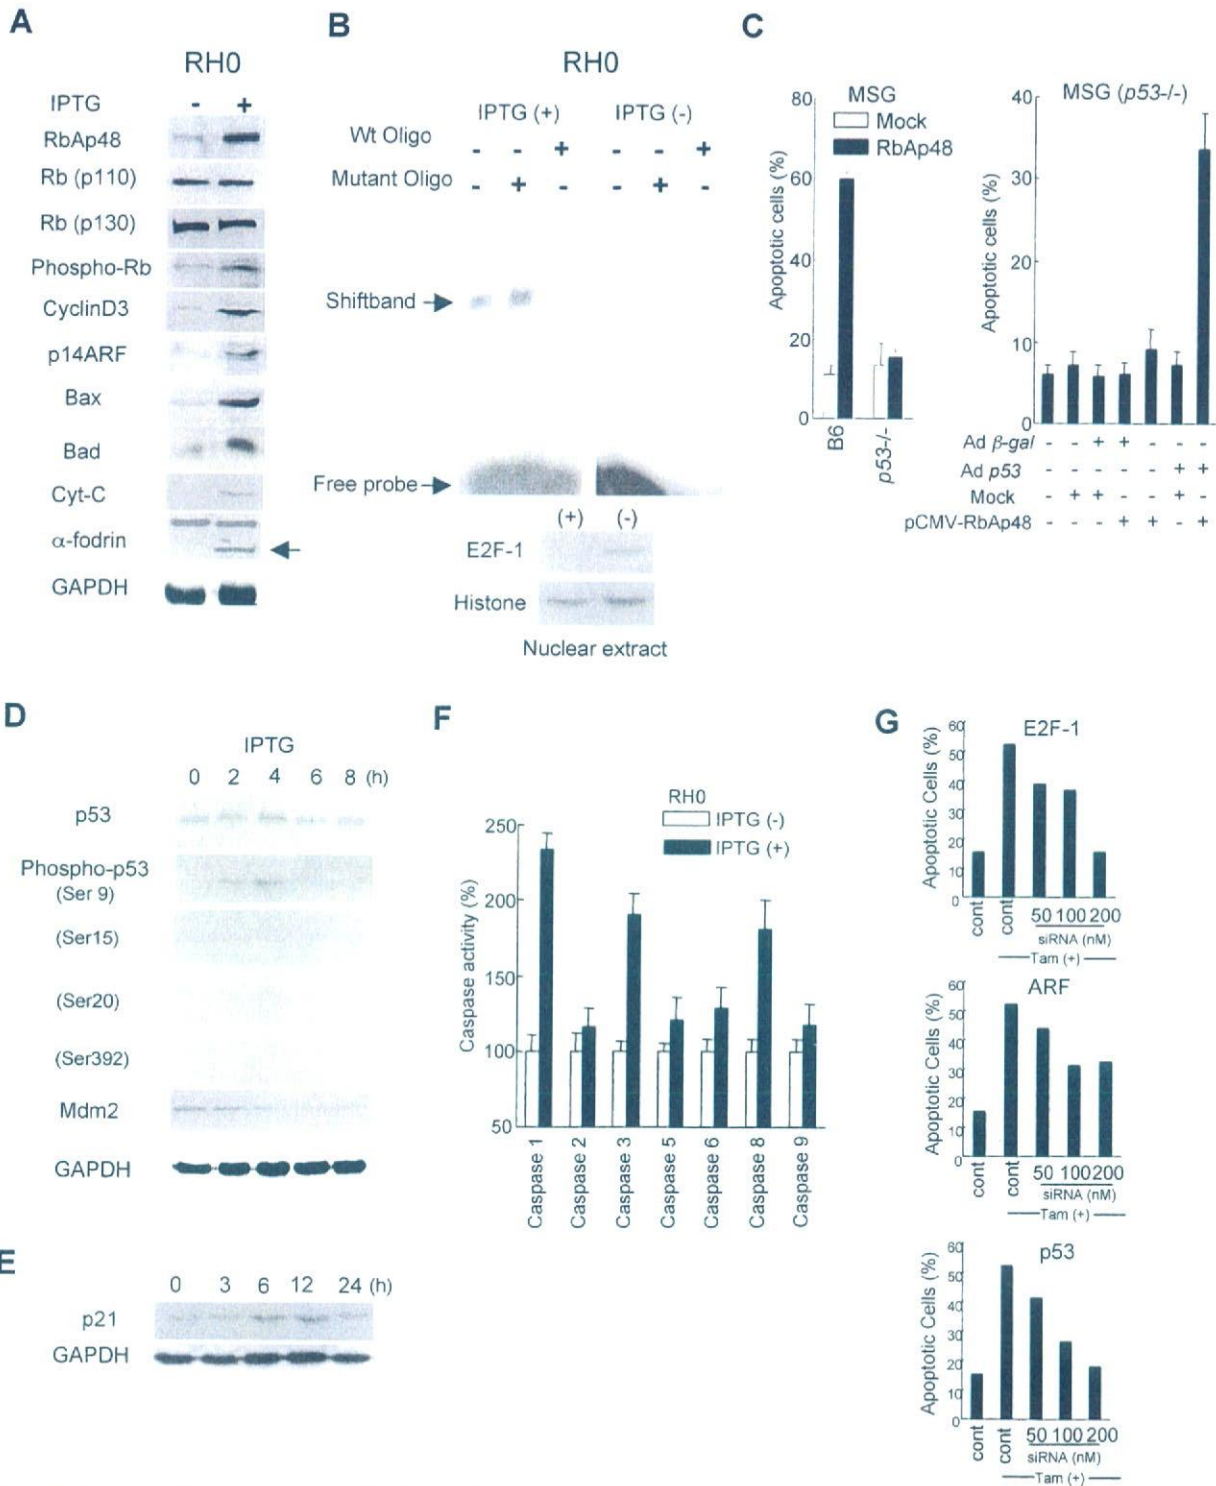 A
RH0
IPTG - +
RbAp48
Rb (p110)
Rb (p130)
Phospho-Rb
CyclinD3
p14ARF
Bax
Bad
Cyt-C
α-fodrin
GAPDH
B
RH0
IPTG (+) IPTG (-)
Wt Oligo - - + - - +
Mutant Oligo - + - - + -
Shiftband
Free probe
(+) (-)
E2F-1
Histone
Nuclear extract
C
MSG
Mock
RbAp48
Apoptotic cells (%)
80
60
40
20
0
B6
p53-/-
MSG (p53-/-)
Apoptotic cells (%)
40
30
20
10
0
Ad β-gal - - + + - - -
Ad p53 - - - - - + +
Mock - + + - - + -
pCMV-RbAp48 - - - + + - +
D
IPTG
0 2 4 6 8 (h)
p53
Phospho-p53
(Ser 9)
(Ser15)
(Ser20)
(Ser392)
Mdm2
GAPDH
E
0 3 6 12 24 (h)
p21
GAPDH
F
RH0
IPTG (-)
IPTG (+)
Caspase activity (%)
250
200
150
100
50
Caspase 1
Caspase 2
Caspase 3
Caspase 5
Caspase 6
Caspase 8
Caspase 9
G
E2F-1
Apoptotic Cells (%)
60
50
40
30
20
10
0
cont
cont
50 100 200
siRNA (nM)
Tam (+)
ARF
Apoptotic Cells (%)
60
50
40
30
20
10
0
cont
cont
50 100 200
siRNA (nM)
Tam (+)
p53
Apoptotic Cells (%)
60
50
40
30
20
10
0
cont
cont
50 100 200
siRNA (nM)
Tam (+)